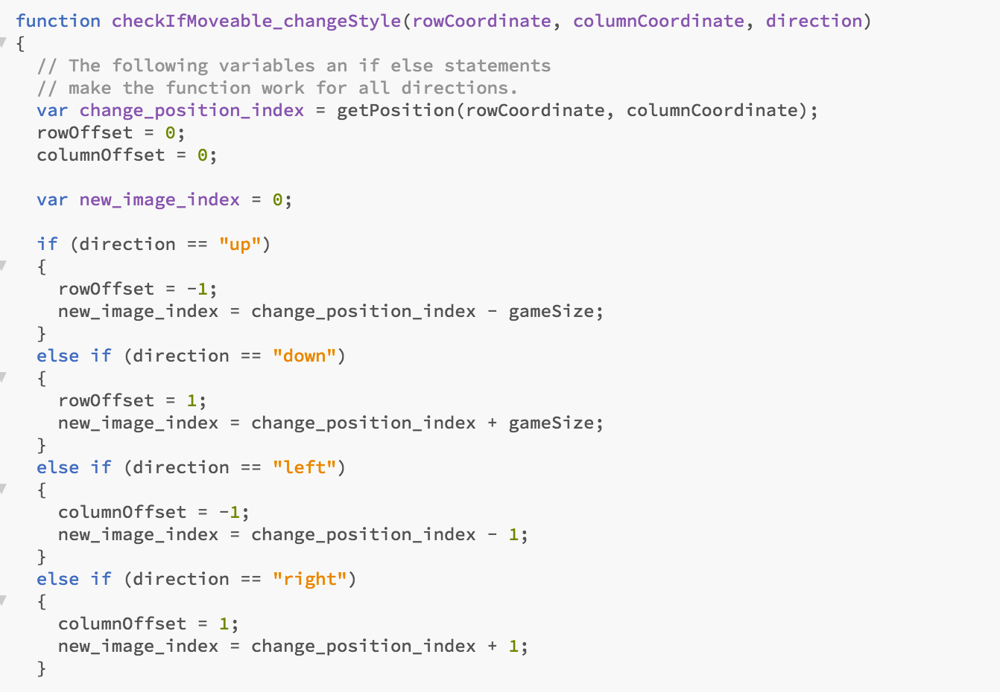 function checkIfMoveable_changeStyle(rowCoordinate, columnCoordinate, direction)
{
  // The following variables an if else statements
  // make the function work for all directions.
  var change_position_index = getPosition(rowCoordinate, columnCoordinate);
  rowOffset = 0;
  columnOffset = 0;

  var new_image_index = 0;

  if (direction == "up")
  {
    rowOffset = -1;
    new_image_index = change_position_index - gameSize;
  }
  else if (direction == "down")
  {
    rowOffset = 1;
    new_image_index = change_position_index + gameSize;
  }
  else if (direction == "left")
  {
    columnOffset = -1;
    new_image_index = change_position_index - 1;
  }
  else if (direction == "right")
  {
    columnOffset = 1;
    new_image_index = change_position_index + 1;
  }